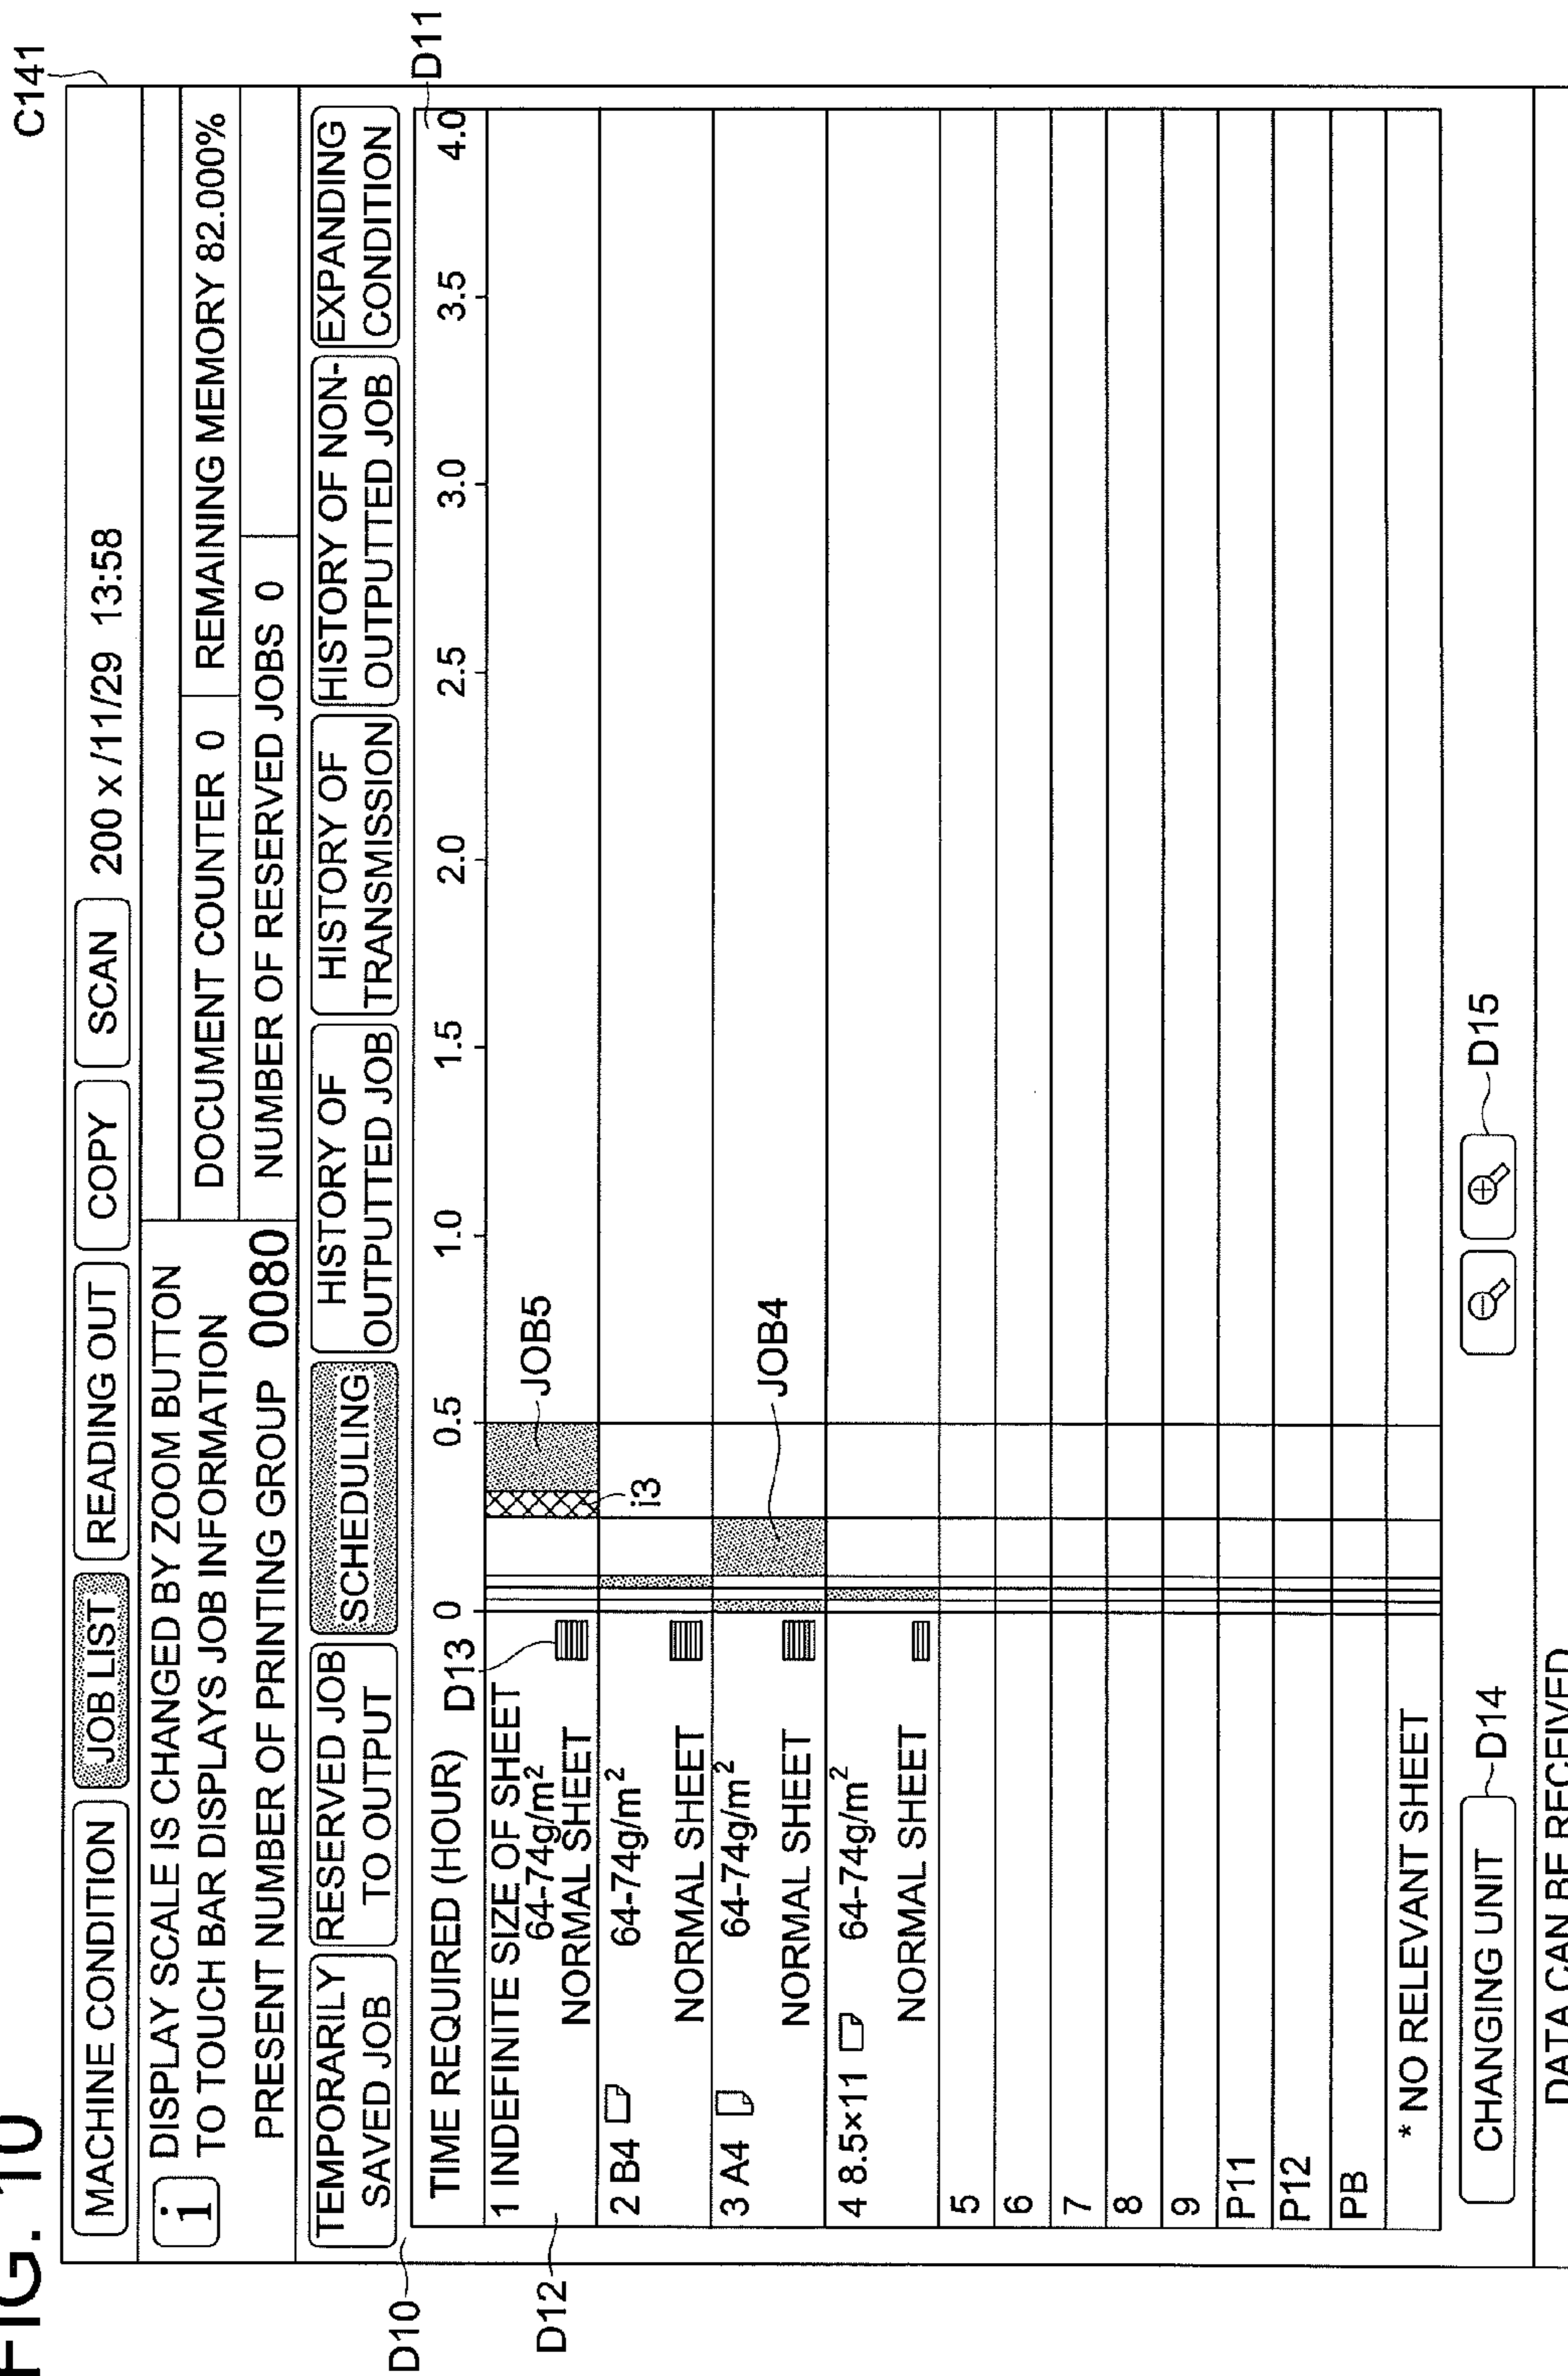 FIG. 10
C141
MACHINE CONDITION JOB LIST READING OUT COPY SCAN 200 x /11/29 13:58
i DISPLAY SCALE IS CHANGED BY ZOOM BUTTON
TO TOUCH BAR DISPLAYS JOB INFORMATION
DOCUMENT COUNTER 0 REMAINING MEMORY 82.000%
PRESENT NUMBER OF PRINTING GROUP 0080
NUMBER OF RESERVED JOBS 0
TEMPORARILY SAVED JOB
RESERVED JOB TO OUTPUT
SCHEDULING
HISTORY OF OUTPUTTED JOB
HISTORY OF TRANSMISSION
HISTORY OF NON-OUTPUTTED JOB
EXPANDING CONDITION
D10
D11
TIME REQUIRED (HOUR) D13 0 0.5 1.0 1.5 2.0 2.5 3.0 3.5 4.0
1 INDEFINITE SIZE OF SHEET
64-74g/m²
NORMAL SHEET
JOB5
D12
i3
2 B4 64-74g/m²
NORMAL SHEET
3 A4 64-74g/m²
NORMAL SHEET
JOB4
4 8.5×11 64-74g/m²
NORMAL SHEET
5
6
7
8
9
P11
P12
PB
* NO RELEVANT SHEET
CHANGING UNIT D14 D15
DATA CAN BE RECEIVED